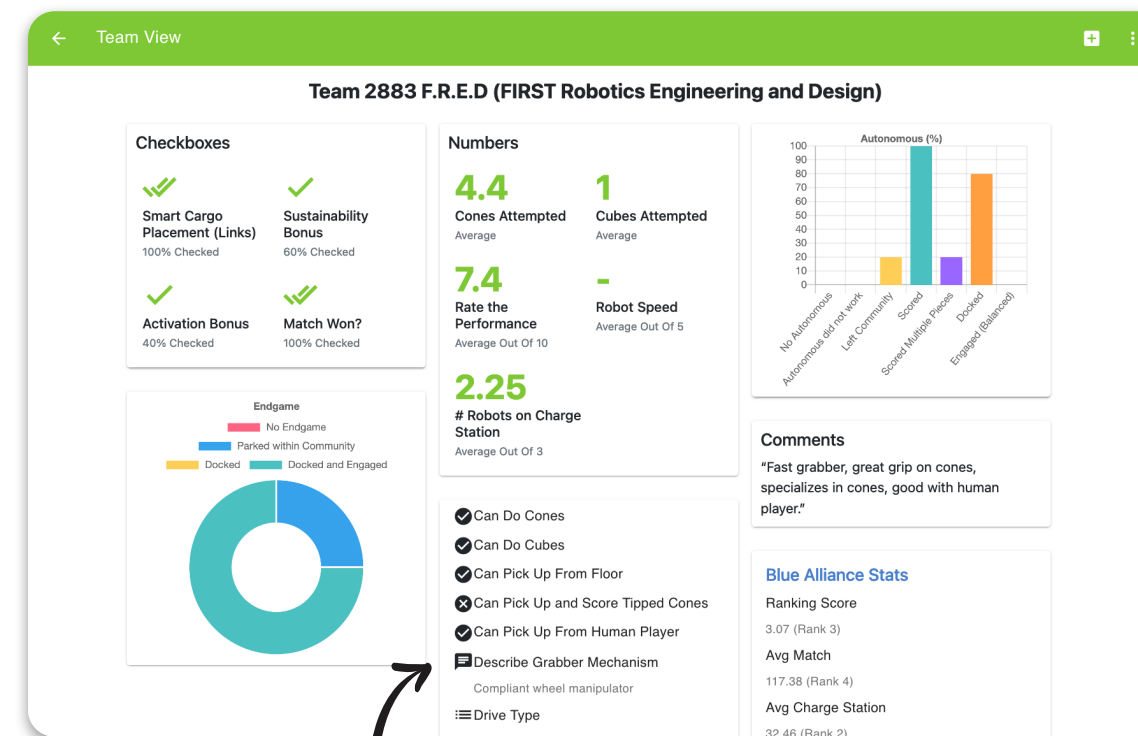 Team View
Team 2883 F.R.E.D (FIRST Robotics Engineering and Design)
Checkboxes
Smart Cargo
Placement (Links)
100% Checked
Sustainability
Bonus
60% Checked
Activation Bonus
40% Checked
Match Won?
100% Checked
Endgame
No Endgame
Parked within Community
Docked
Docked and Engaged
Numbers
4.4
Cones Attempted
Average
1
Cubes Attempted
Average
7.4
Rate the
Performance
Average Out Of 10
-
Robot Speed
Average Out Of 5
2.25
# Robots on Charge
Station
Average Out Of 3
Can Do Cones
Can Do Cubes
Can Pick Up From Floor
Can Pick Up and Score Tipped Cones
Can Pick Up From Human Player
Describe Grabber Mechanism
Compliant wheel manipulator
Drive Type
Autonomous (%)
100
90
80
70
60
50
40
30
20
10
0
No Autonomous
Autonomous did not work
Left Community
Scored
Scored Multiple Pieces
Docked
Engaged (Balanced)
Comments
“Fast grabber, great grip on cones,
specializes in cones, good with human
player.”
Blue Alliance Stats
Ranking Score
3.07 (Rank 3)
Avg Match
117.38 (Rank 4)
Avg Charge Station
32.46 (Rank 2)